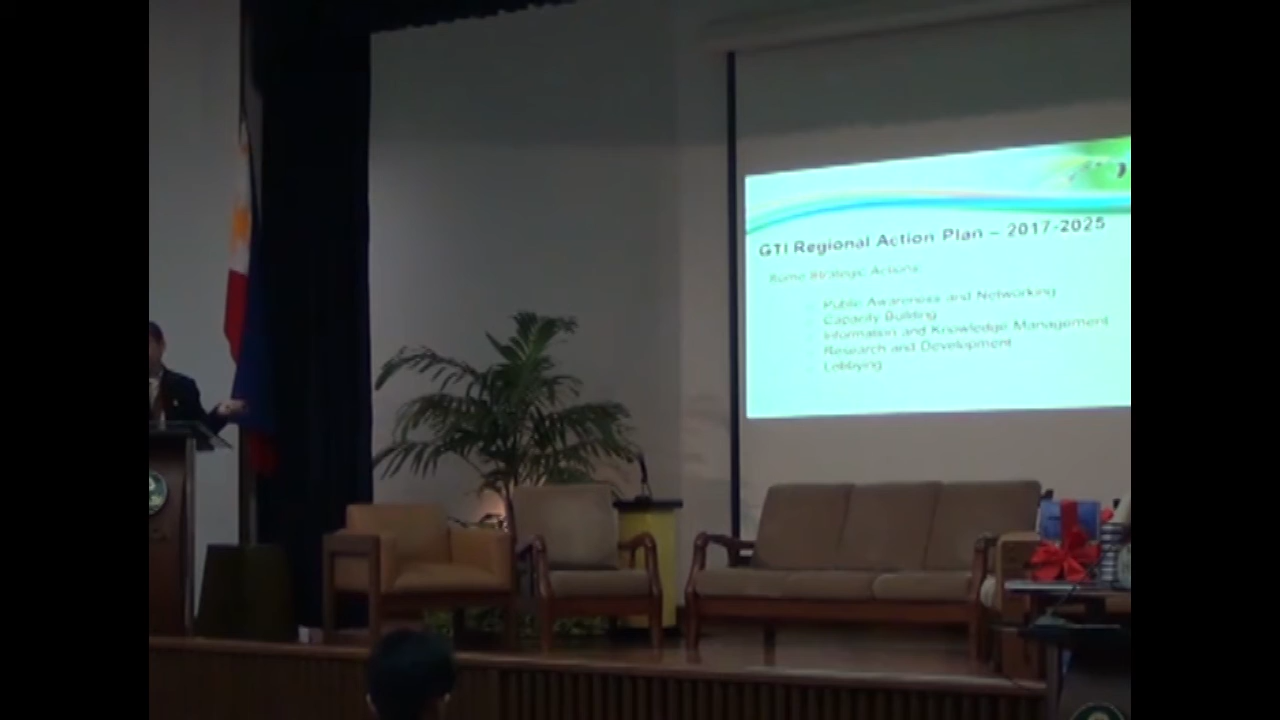 GTI Regional Action Plan – 2017-2025
Some Strategic Actions:
Public Awareness and Networking
Capacity Building
Information and Knowledge Management
Research and Development
Lobbying